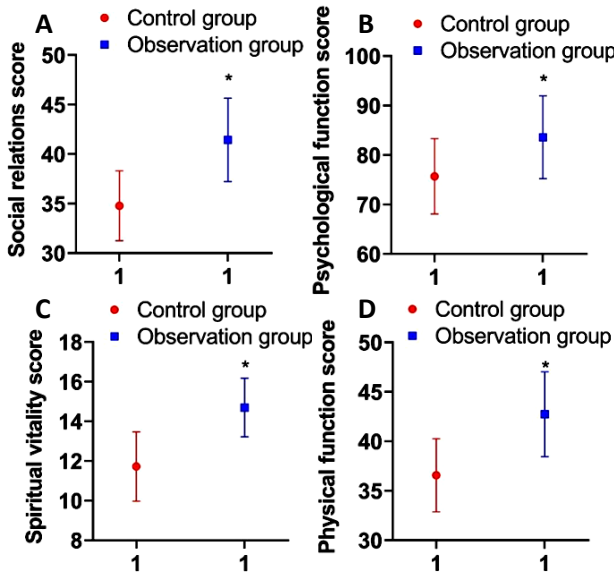 A
Control group
Observation group
Social relations score
50
45
40
35
30
*
1
1
B
Control group
Observation group
Psychological function score
100
90
80
70
60
*
1
1
C
Control group
Observation group
Spiritual vitality score
18
16
14
12
10
8
*
1
1
D
Control group
Observation group
Physical function score
50
45
40
35
30
*
1
1